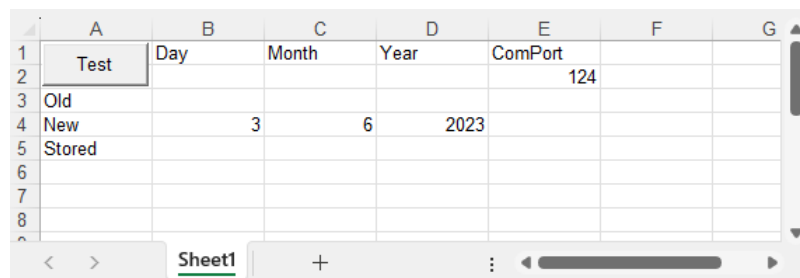 A B C D E F G
1 Test Day Month Year ComPort
2 124
3 Old
4 New 3 6 2023
5 Stored
6
7
8
Sheet1